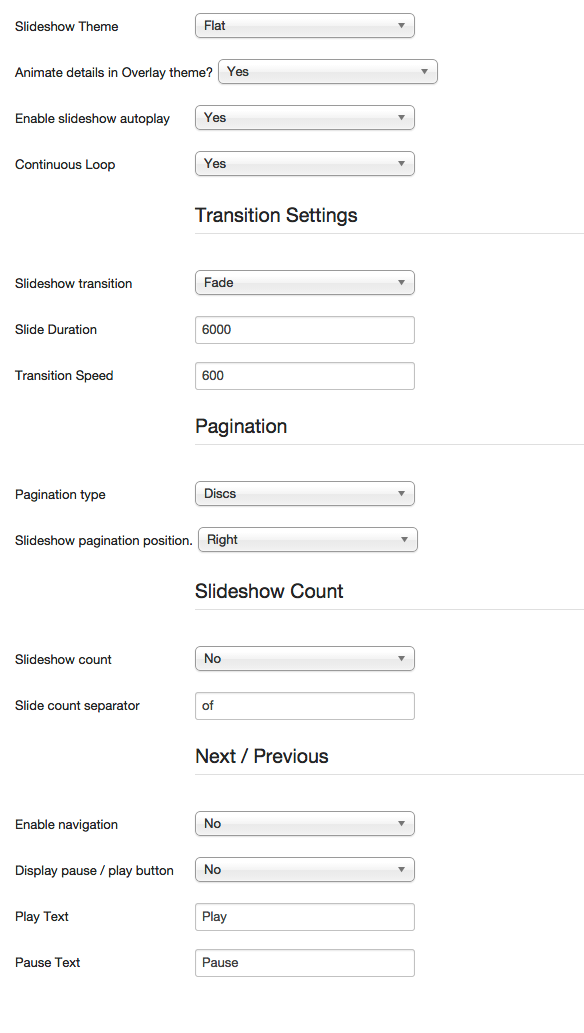 Slideshow Theme Flat
Animate details in Overlay theme? Yes
Enable slideshow autoplay Yes
Continuous Loop Yes
Transition Settings
Slideshow transition Fade
Slide Duration 6000
Transition Speed 600
Pagination
Pagination type Discs
Slideshow pagination position. Right
Slideshow Count
Slideshow count No
Slide count separator of
Next / Previous
Enable navigation No
Display pause / play button No
Play Text Play
Pause Text Pause